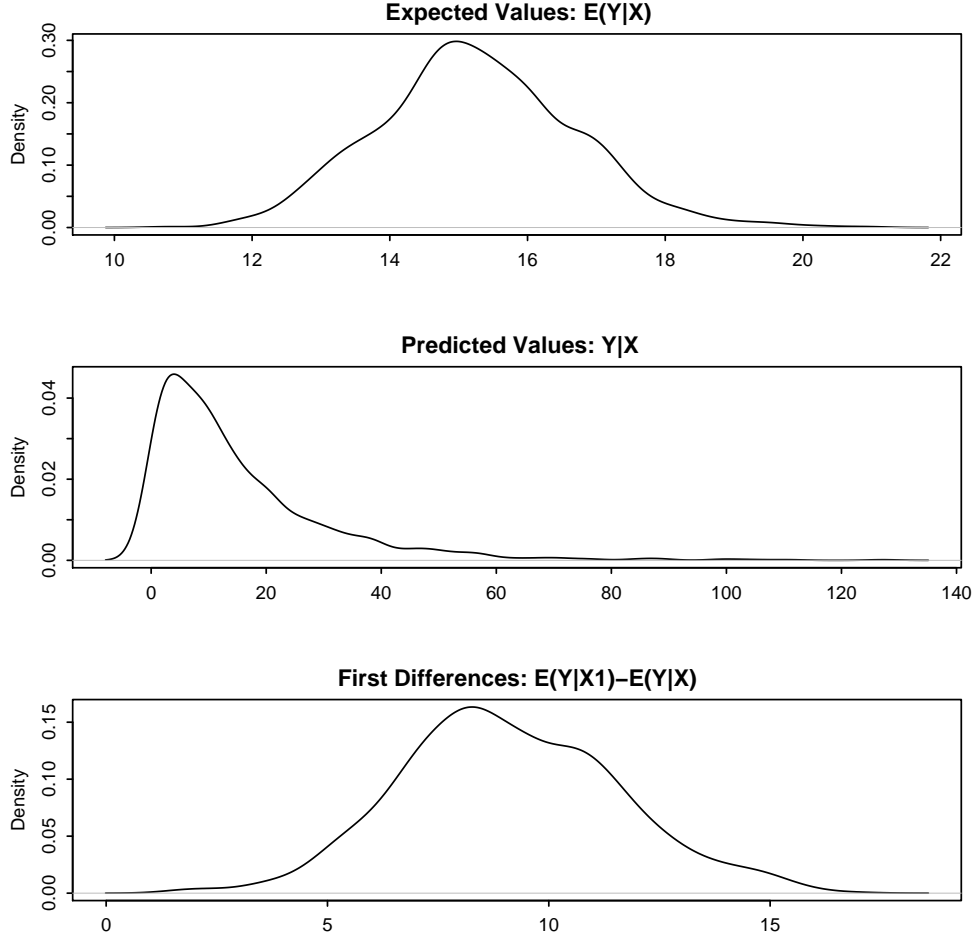 Expected Values: E(Y|X)
Density
0.00 0.10 0.20 0.30
10 12 14 16 18 20 22
Predicted Values: Y|X
Density
0.00 0.02 0.04
0 20 40 60 80 100 120 140
First Differences: E(Y|X1)−E(Y|X)
Density
0.00 0.05 0.10 0.15
0 5 10 15